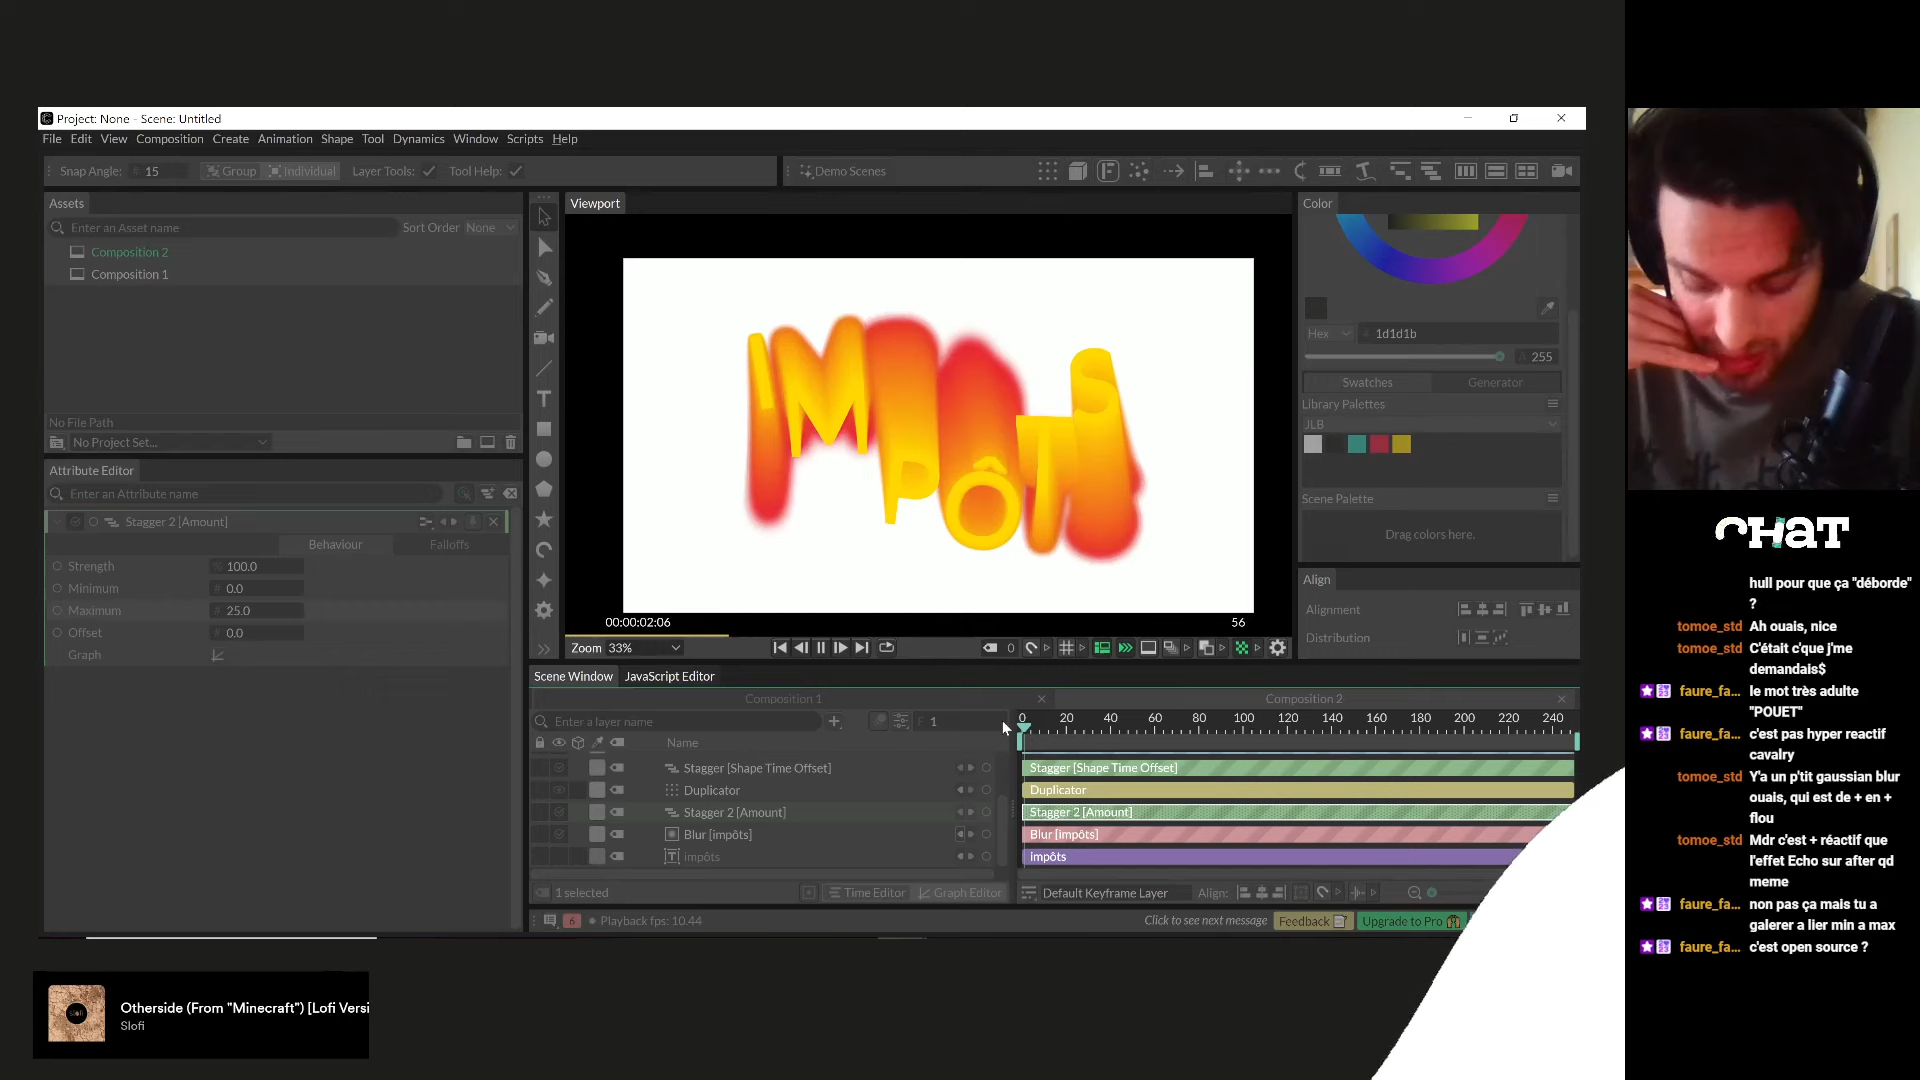 Project: None - Scene: Untitled
File Edit View Composition Create Animation Shape Tool Dynamics Window Scripts Help
Snap Angle: # 15 Group Individual Layer Tools: Tool Help:
Demo Scenes
Assets
Enter an Asset name Sort Order None
Composition 2
Composition 1
No File Path
No Project Set...
Attribute Editor
Enter an Attribute name
Stagger 2 [Amount]
Behaviour Falloffs
Strength % 100.0
Minimum # 0.0
Maximum # 25.0
Offset # 0.0
Graph
Viewport
IMPÔTS
00:00:02:06 56
Zoom 33% 0
Color
Hex # 1d1d1b
A 255
Swatches Generator
Library Palettes
JLB
Scene Palette
Drag colors here.
Align
Alignment
Distribution
Scene Window JavaScript Editor
Composition 1 Composition 2
Enter a layer name F 1
0 20 40 60 80 100 120 140 160 180 200 220 240
Name
Stagger [Shape Time Offset] Stagger [Shape Time Offset]
Duplicator Duplicator
Stagger 2 [Amount] Stagger 2 [Amount]
Blur [impôts] Blur [impôts]
impôts impôts
1 selected Time Editor Graph Editor
Default Keyframe Layer Align:
6 Playback fps: 10.44
Click to see next message Feedback Upgrade to Pro
Otherside (From "Minecraft") [Lofi Versi
Slofi
CHAT
hull pour que ça "déborde"
?
tomoe_std Ah ouais, nice
tomoe_std C'était c'que j'me
demandais$
faure_fa... le mot très adulte
"POUET"
faure_fa... c'est pas hyper reactif
cavalry
tomoe_std Y'a un p'tit gaussian blur
ouais, qui est de + en +
flou
tomoe_std Mdr c'est + réactif que
l'effet Echo sur after qd
meme
faure_fa... non pas ça mais tu a
galerer a lier min a max
faure_fa... c'est open source ?